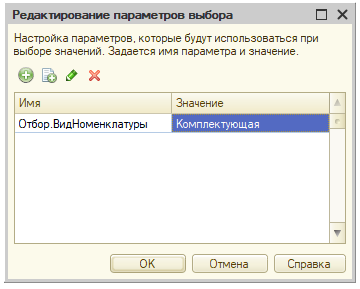 Редактирование параметров выбора
Настройка параметров, которые будут использоваться при
выборе значений. Задается имя параметра и значение.
Имя Значение
Отбор.ВидНоменклатуры Комплектующая
ОК Отмена Справка